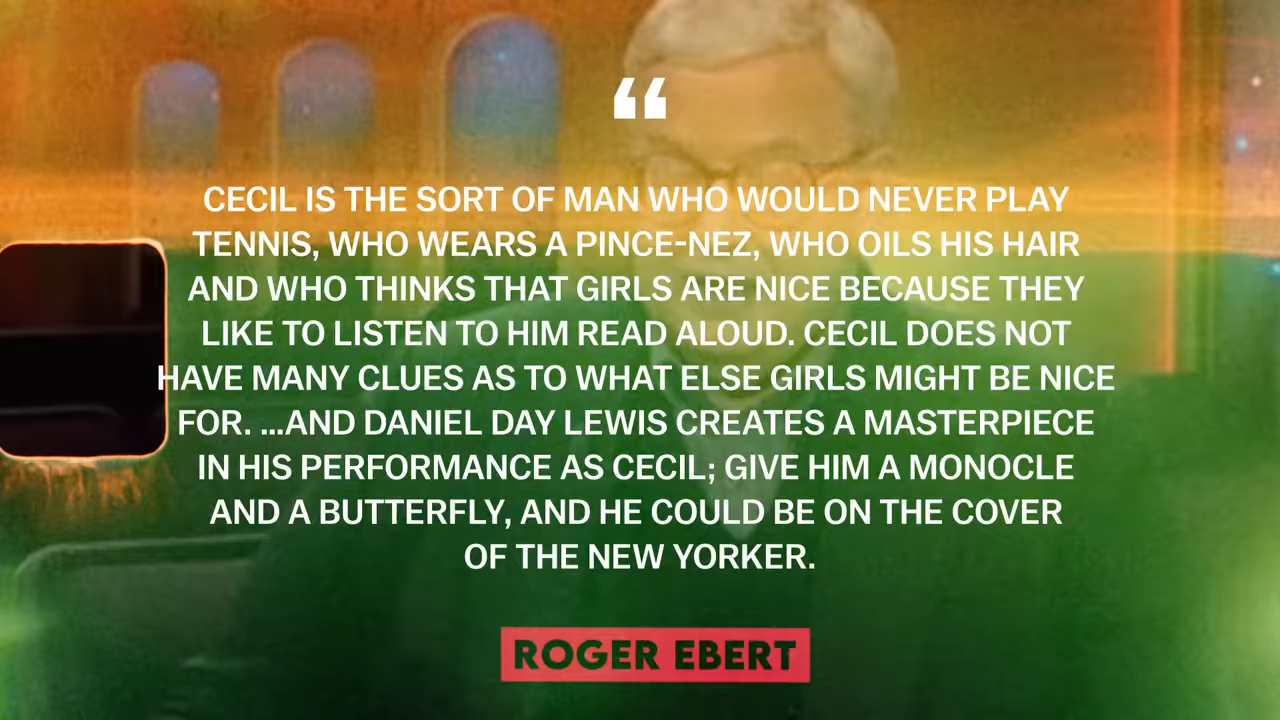 “
CECIL IS THE SORT OF MAN WHO WOULD NEVER PLAY
TENNIS, WHO WEARS A PINCE-NEZ, WHO OILS HIS HAIR
AND WHO THINKS THAT GIRLS ARE NICE BECAUSE THEY
LIKE TO LISTEN TO HIM READ ALOUD. CECIL DOES NOT
HAVE MANY CLUES AS TO WHAT ELSE GIRLS MIGHT BE NICE
FOR. ...AND DANIEL DAY LEWIS CREATES A MASTERPIECE
IN HIS PERFORMANCE AS CECIL; GIVE HIM A MONOCLE
AND A BUTTERFLY, AND HE COULD BE ON THE COVER
OF THE NEW YORKER.
ROGER EBERT